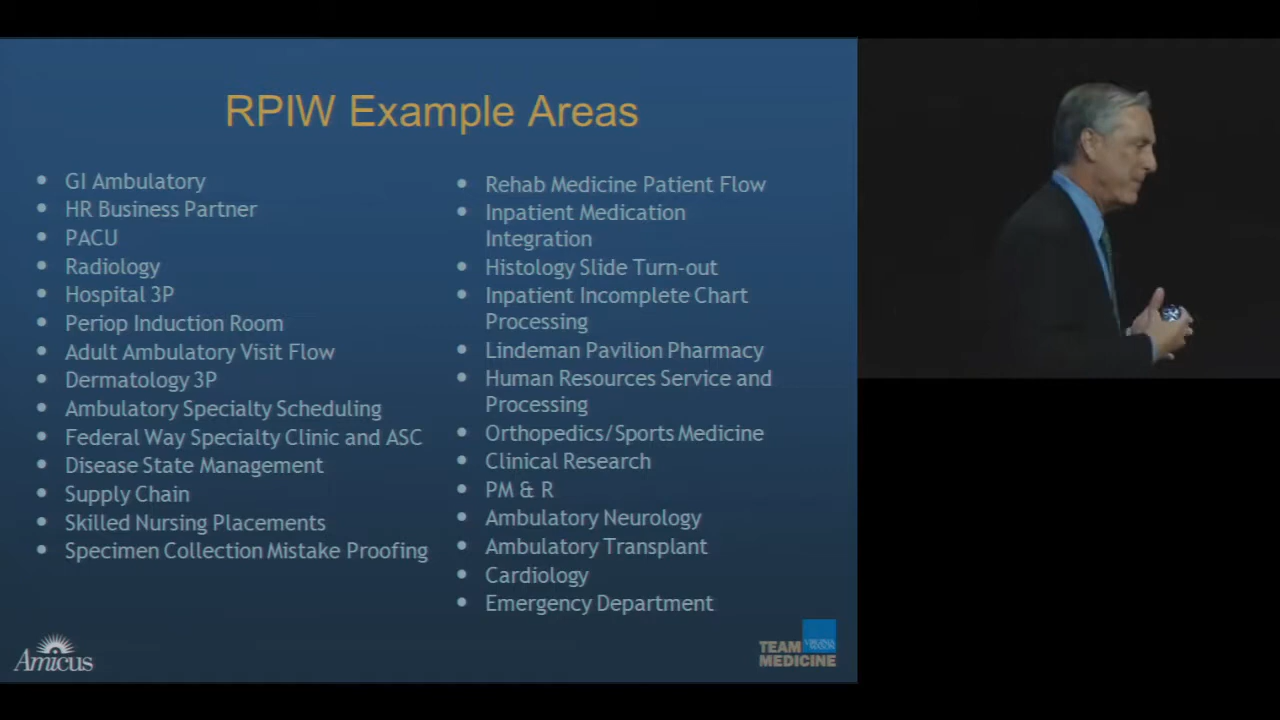 RPIW Example Areas
• GI Ambulatory
• HR Business Partner
• PACU
• Radiology
• Hospital 3P
• Periop Induction Room
• Adult Ambulatory Visit Flow
• Dermatology 3P
• Ambulatory Specialty Scheduling
• Federal Way Specialty Clinic and ASC
• Disease State Management
• Supply Chain
• Skilled Nursing Placements
• Specimen Collection Mistake Proofing
• Rehab Medicine Patient Flow
• Inpatient Medication
Integration
• Histology Slide Turn-out
• Inpatient Incomplete Chart
Processing
• Lindeman Pavilion Pharmacy
• Human Resources Service and
Processing
• Orthopedics/Sports Medicine
• Clinical Research
• PM & R
• Ambulatory Neurology
• Ambulatory Transplant
• Cardiology
• Emergency Department
Amicus
VIRGINIA
MASON
TEAM
MEDICINE